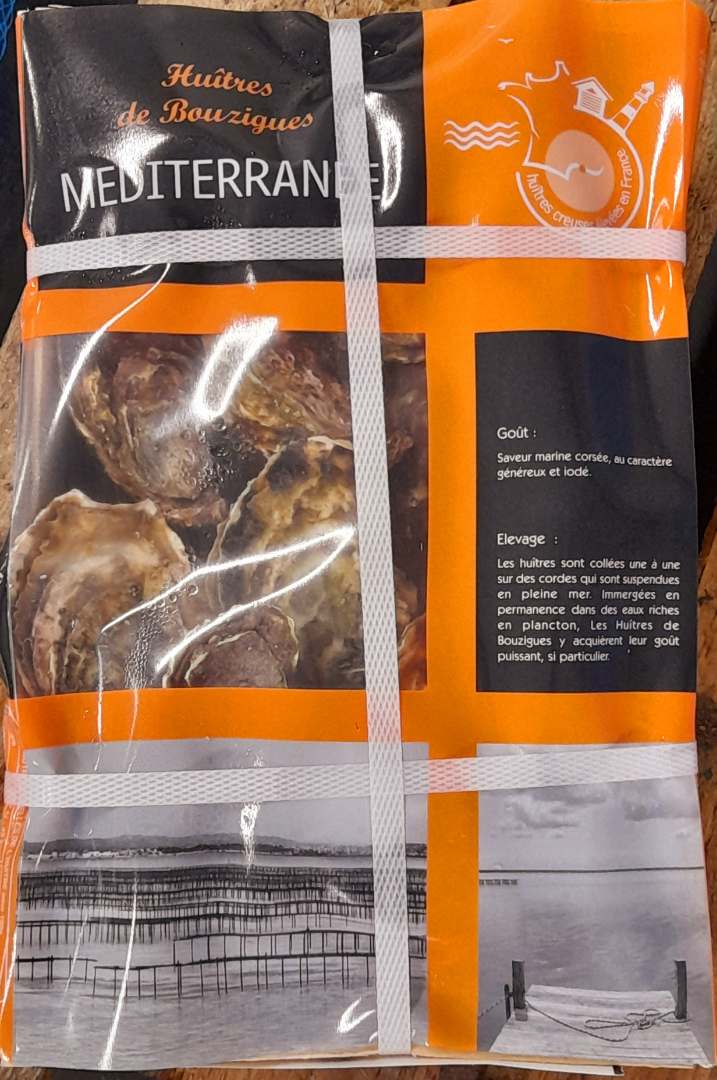 Huîtres
de Bouzigues
MEDITERRANEE
huîtres creuses élevées en France
Goût :
Saveur marine corsée, au caractère
généreux et iodé.
Elevage :
Les huîtres sont collées une à une
sur des cordes qui sont suspendues
en pleine mer. Immergées en
permanence dans des eaux riches
en plancton, Les Huîtres de
Bouzigues y acquièrent leur goût
puissant, si particulier.